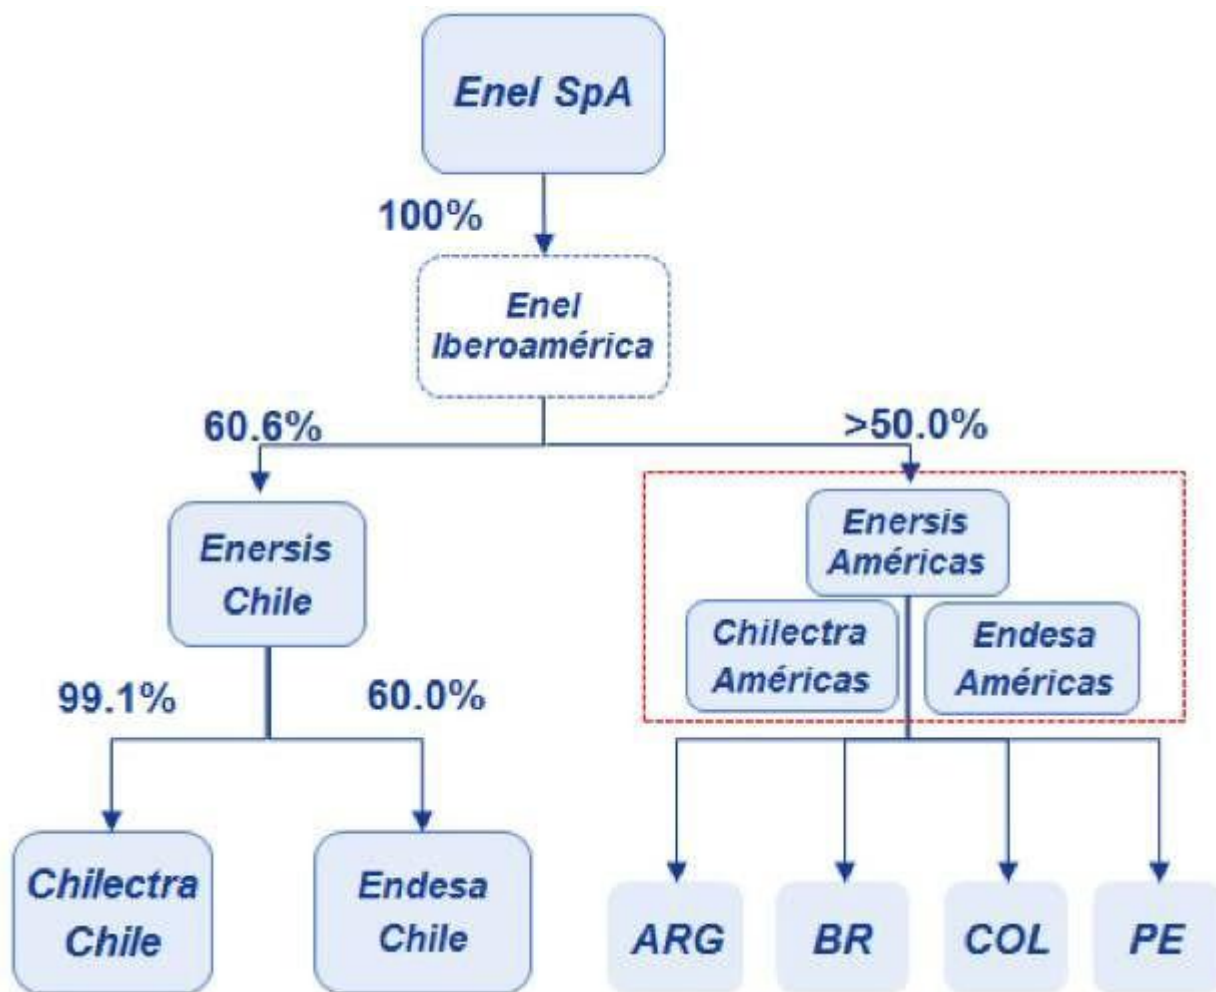 Enel SpA
100%
Enel
Iberoamérica
60.6%
>50.0%
Enersis
Chile
Enersis
Américas
Chilectra
Américas
Endesa
Américas
99.1%
60.0%
Chilectra
Chile
Endesa
Chile
ARG
BR
COL
PE